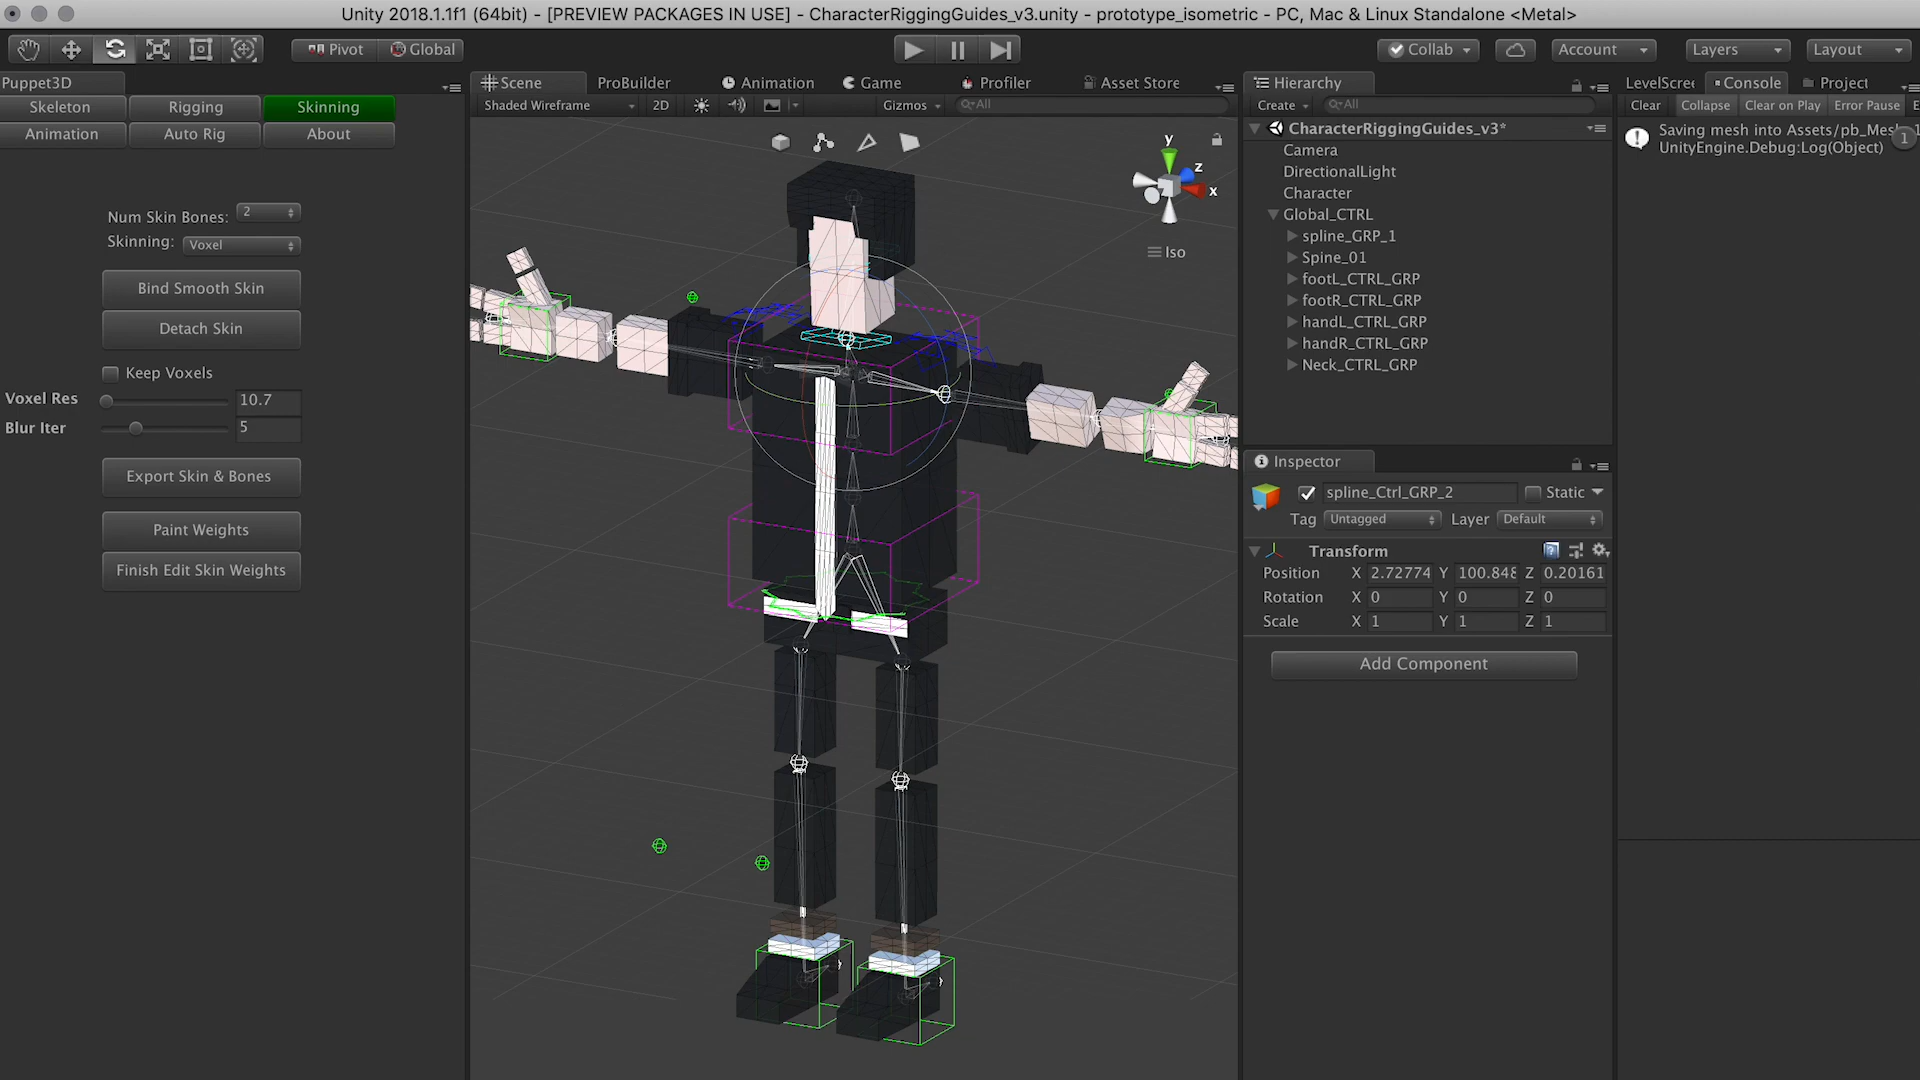 Unity 2018.1.1f1 (64bit) - [PREVIEW PACKAGES IN USE] - CharacterRiggingGuides_v3.unity - prototype_isometric - PC, Mac & Linux Standalone <Metal>
Pivot Global Collab Account Layers Layout
Puppet3D
Skeleton Rigging Skinning
Animation Auto Rig About
Num Skin Bones: 2
Skinning: Voxel
Bind Smooth Skin
Detach Skin
Keep Voxels
Voxel Res 10.7
Blur Iter 5
Export Skin & Bones
Paint Weights
Finish Edit Skin Weights
Scene ProBuilder Animation Game Profiler Asset Store
Shaded Wireframe 2D Gizmos All
y
z
x
Iso
Hierarchy
Create All
CharacterRiggingGuides_v3*
Camera
DirectionalLight
Character
Global_CTRL
spline_GRP_1
Spine_01
footL_CTRL_GRP
footR_CTRL_GRP
handL_CTRL_GRP
handR_CTRL_GRP
Neck_CTRL_GRP
Inspector
spline_Ctrl_GRP_2 Static
Tag Untagged Layer Default
Transform
Position X 2.72774 Y 100.848 Z 0.20161
Rotation X 0 Y 0 Z 0
Scale X 1 Y 1 Z 1
Add Component
LevelScre Console Project
Clear Collapse Clear on Play Error Pause E
Saving mesh into Assets/pb_Mes 1
UnityEngine.Debug:Log(Object)